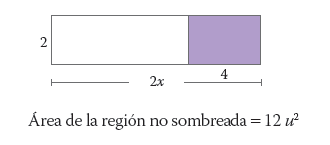 2
4
2x
Área de la región no sombreada = 12 u²